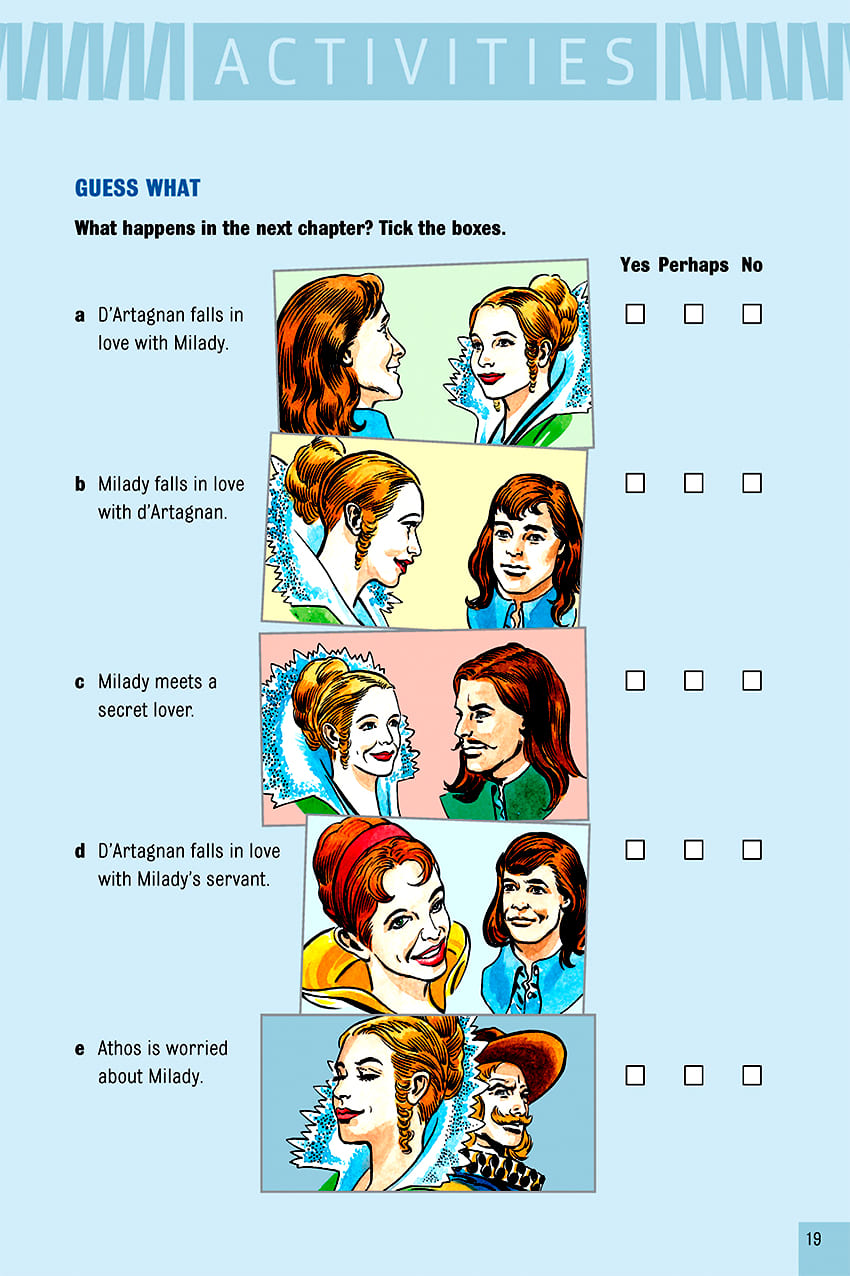 ACTIVITIES
GUESS WHAT
What happens in the next chapter? Tick the boxes.
Yes Perhaps No
a D’Artagnan falls in
love with Milady.
b Milady falls in love
with d’Artagnan.
c Milady meets a
secret lover.
d D’Artagnan falls in love
with Milady’s servant.
e Athos is worried
about Milady.
19